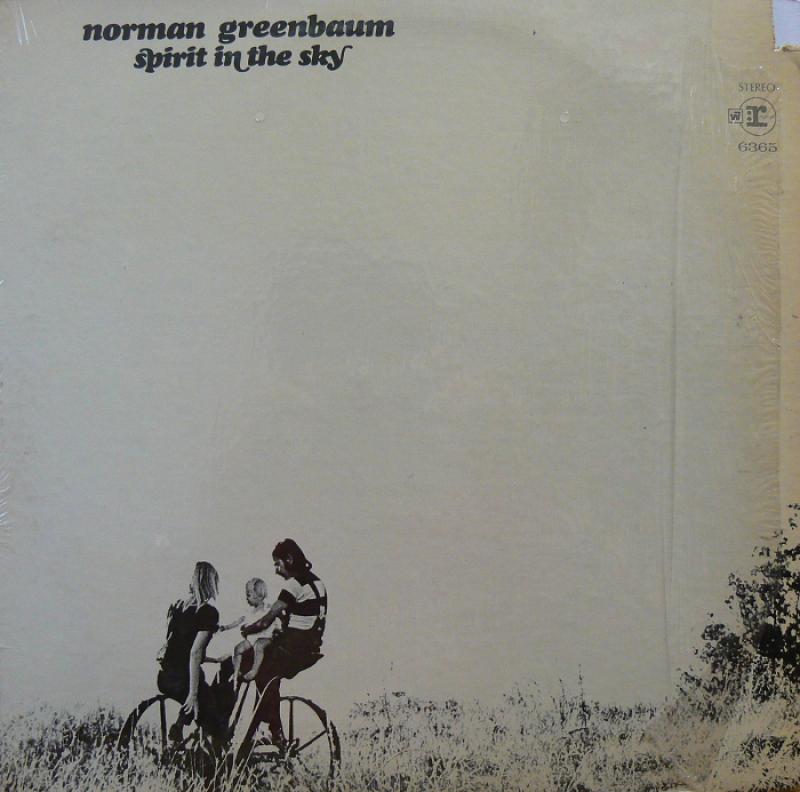 norman greenbaum
spirit in the sky
STEREO
W r
6365